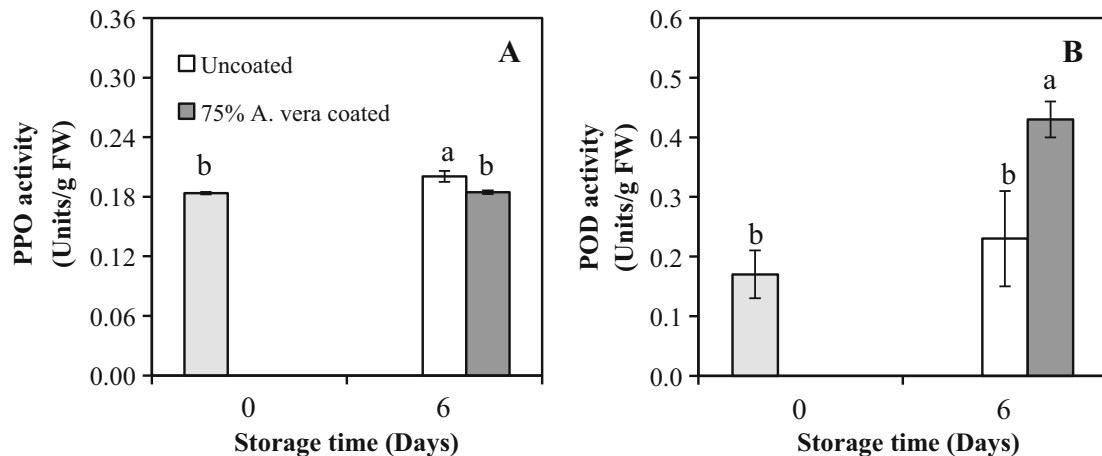 PPO activity
(Units/g FW)
0.36
0.30
0.24
0.18
0.12
0.06
0.00
A
Uncoated
75% A. vera coated
b
a
b
0
6
Storage time (Days)
POD activity
(Units/g FW)
0.6
0.5
0.4
0.3
0.2
0.1
0.0
B
b
b
a
0
6
Storage time (Days)